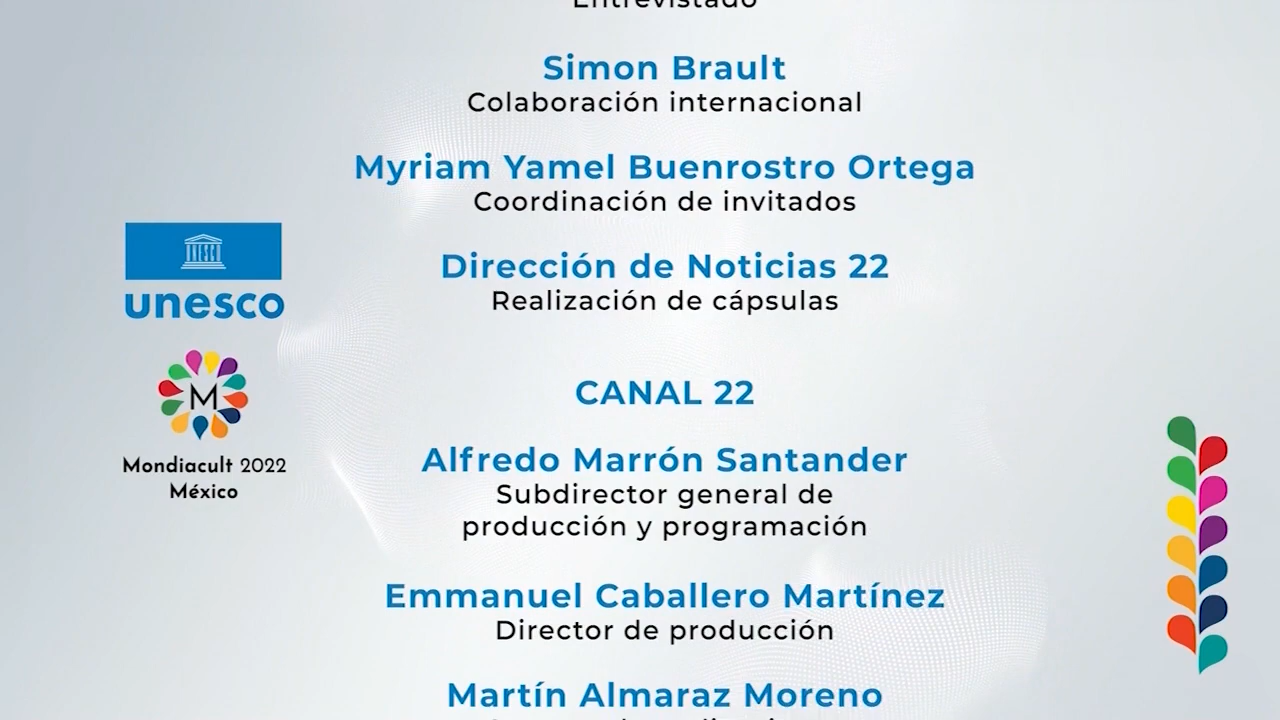 Entrevistado
Simon Brault
Colaboración internacional
Myriam Yamel Buenrostro Ortega
Coordinación de invitados
Dirección de Noticias 22
Realización de cápsulas
unesco
CANAL 22
M
Alfredo Marrón Santander
Subdirector general de
producción y programación
Mondiacult 2022
México
Emmanuel Caballero Martínez
Director de producción
Martín Almaraz Moreno